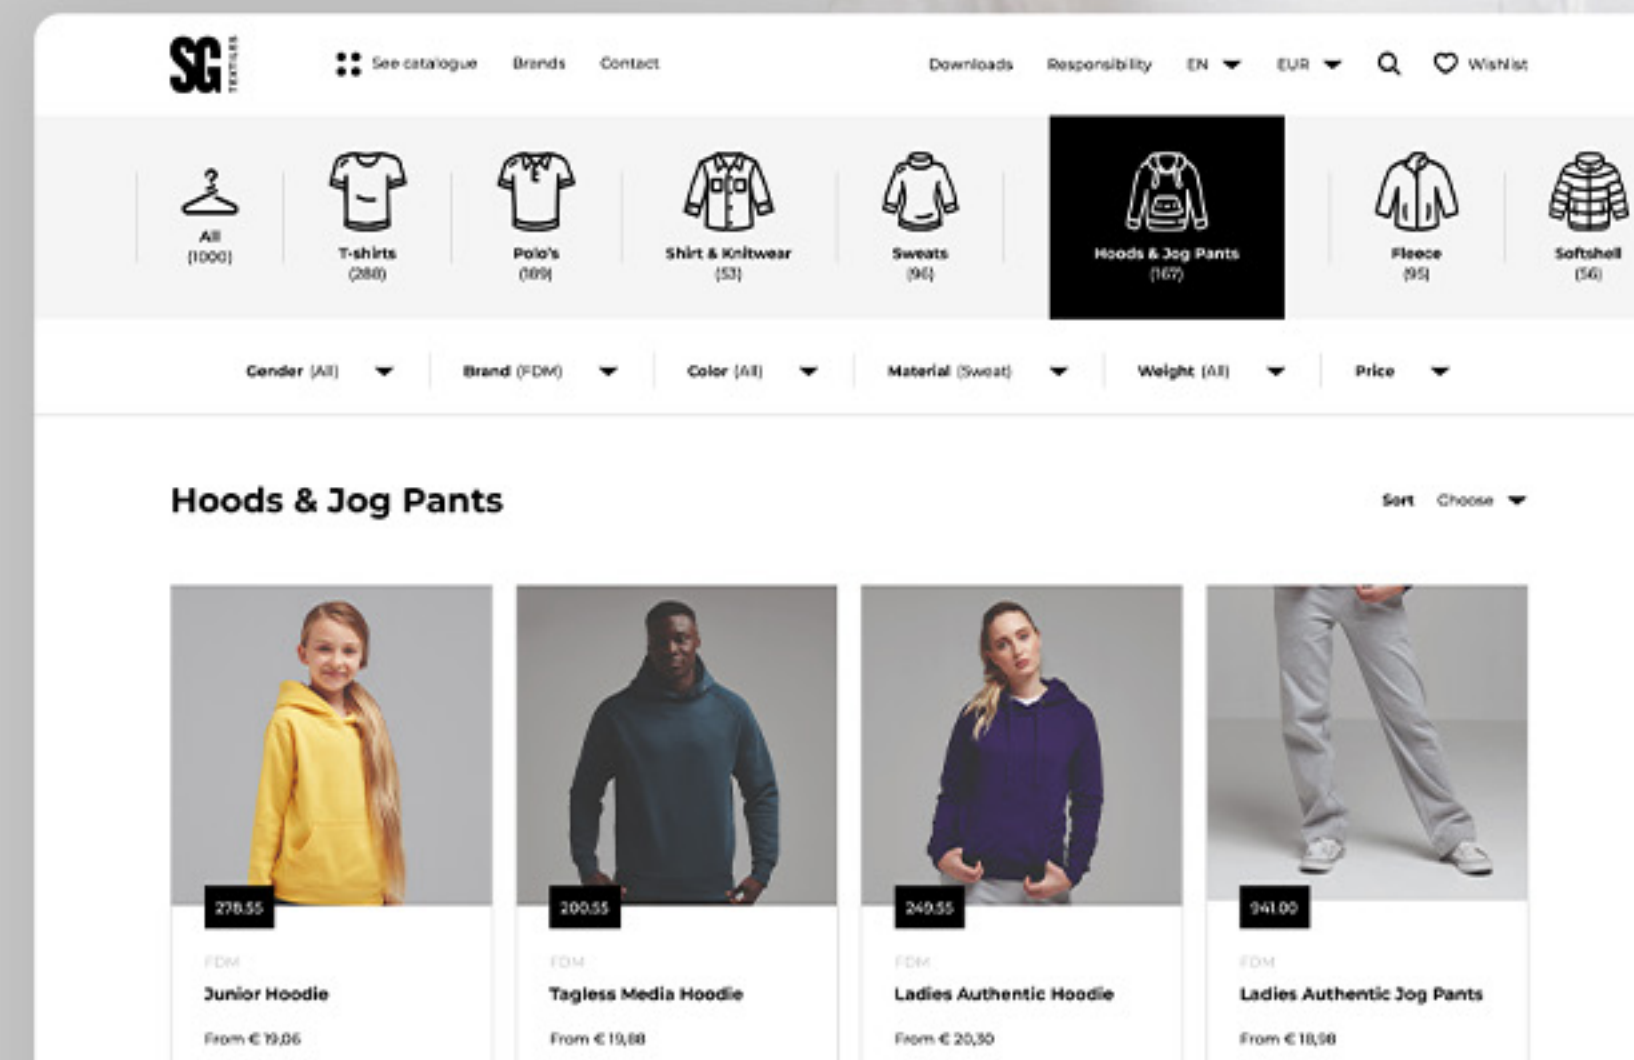 SG
TEXTILES
See catalogue
Brands
Contact
Downloads
Responsibility
EN
EUR
Wishlist
All
(1000)
T-shirts
(288)
Polo's
(189)
Shirt & Knitwear
(53)
Sweats
(96)
Hoods & Jog Pants
(167)
Fleece
(95)
Softshell
(56)
Gender (All)
Brand (FDM)
Color (All)
Material (Sweat)
Weight (All)
Price
Hoods & Jog Pants
Sort Choose
278.55
FDM
Junior Hoodie
From € 19,06
200.55
FDM
Tagless Media Hoodie
From € 19,88
249.55
FDM
Ladies Authentic Hoodie
From € 20,30
941.00
FDM
Ladies Authentic Jog Pants
From € 18,98